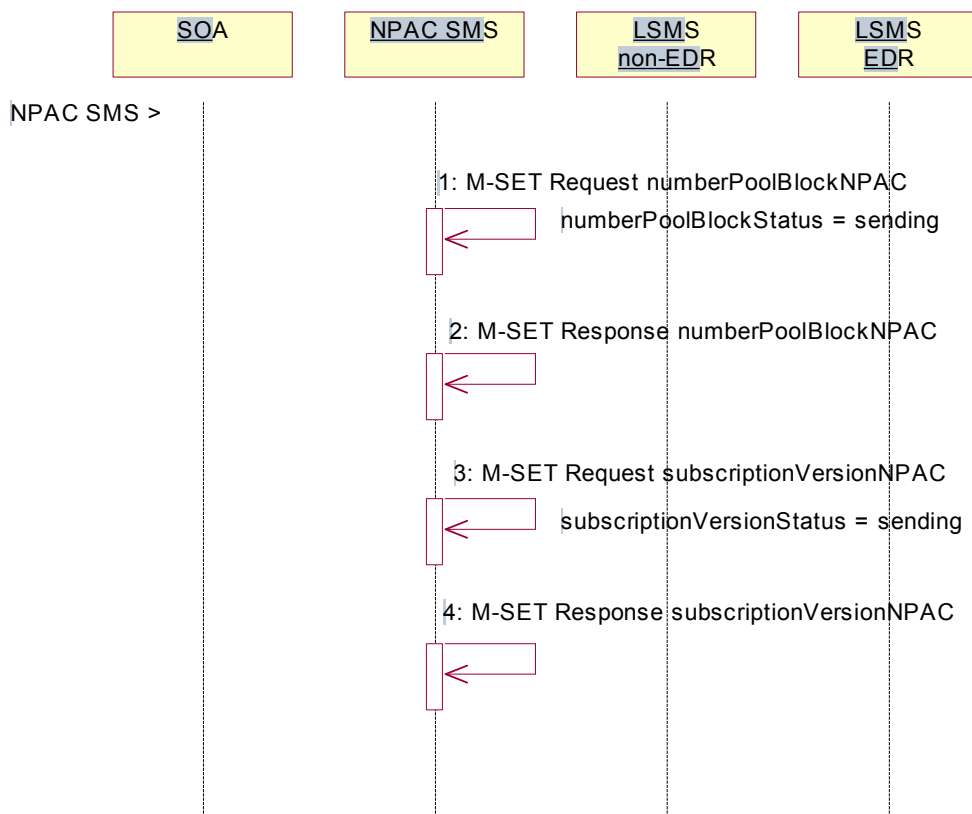 SOA
NPAC SMS
LSMS
non-EDR
LSMS
EDR
NPAC SMS >
1: M-SET Request numberPoolBlockNPAC
numberPoolBlockStatus = sending
2: M-SET Response numberPoolBlockNPAC
3: M-SET Request subscriptionVersionNPAC
subscriptionVersionStatus = sending
4: M-SET Response subscriptionVersionNPAC